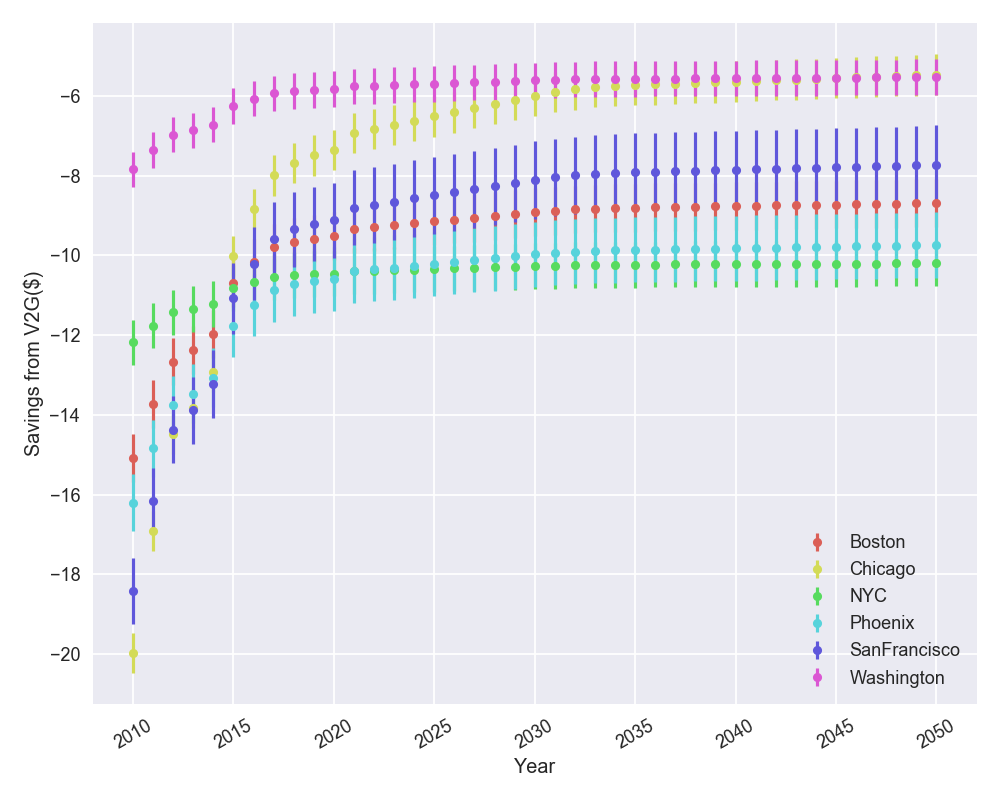 −6
−8
−10
−12
−14
−16
−18
−20
Savings from V2G($)
2010
2015
2020
2025
2030
2035
2040
2045
2050
Year
Boston
Chicago
NYC
Phoenix
SanFrancisco
Washington